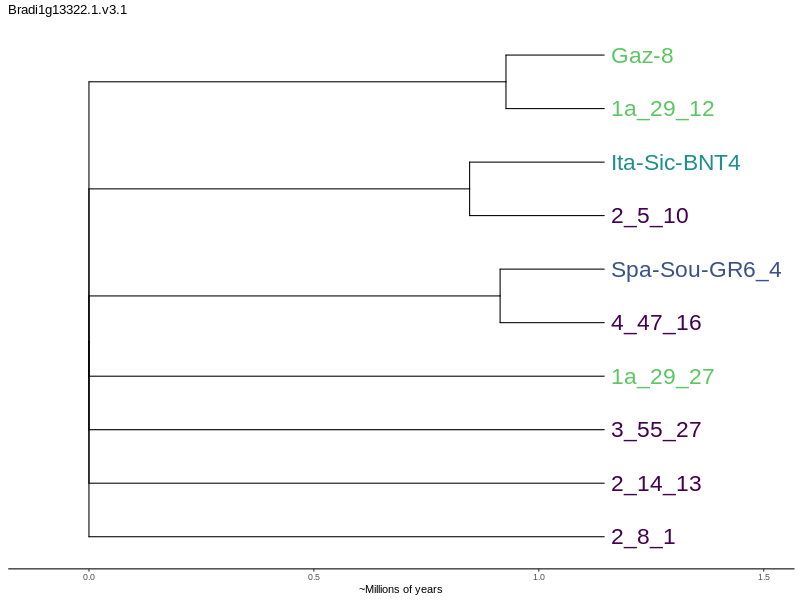 Bradi1g13322.1.v3.1
Gaz-8
1a_29_12
Ita-Sic-BNT4
2_5_10
Spa-Sou-GR6_4
4_47_16
1a_29_27
3_55_27
2_14_13
2_8_1
0.0 0.5 1.0 1.5
~Millions of years